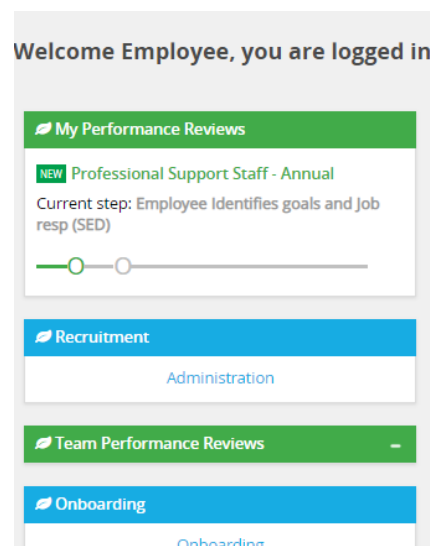 Welcome Employee, you are logged in
My Performance Reviews
NEW Professional Support Staff - Annual
Current step: Employee Identifies goals and Job
resp (SED)
Recruitment
Administration
Team Performance Reviews
Onboarding
Onboarding